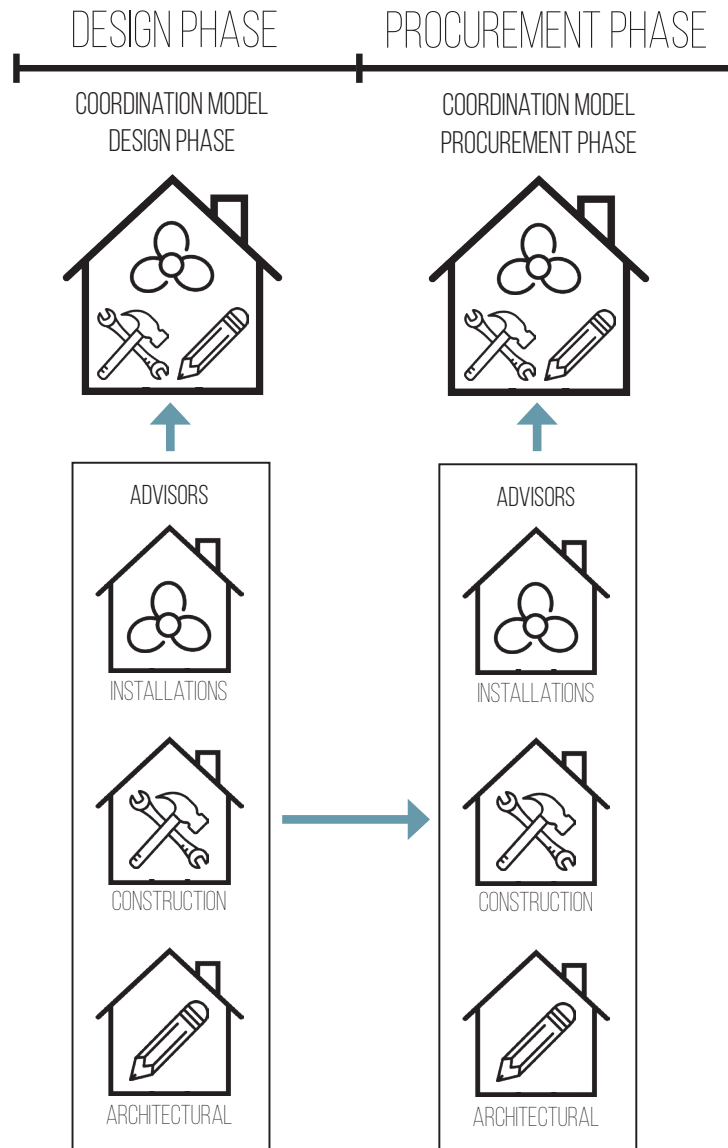 DESIGN PHASE
PROCUREMENT PHASE
COORDINATION MODEL
DESIGN PHASE
COORDINATION MODEL
PROCUREMENT PHASE
ADVISORS
INSTALLATIONS
CONSTRUCTION
ARCHITECTURAL
ADVISORS
INSTALLATIONS
CONSTRUCTION
ARCHITECTURAL